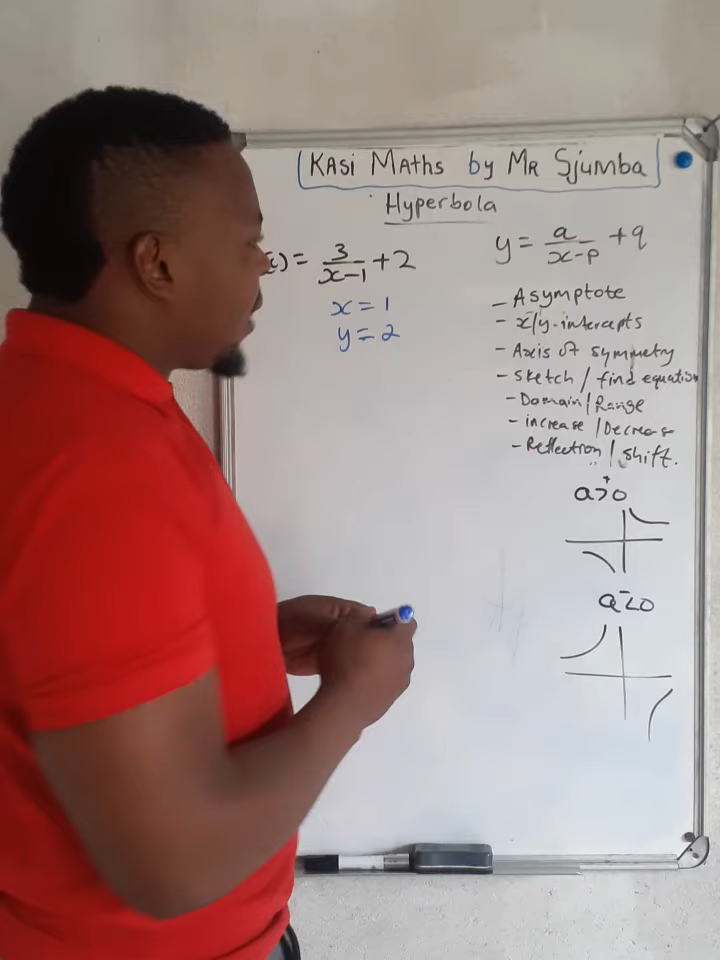 KASi MATHS by MR Sjumba
Hyperbola
x) = 3/(x-1) + 2
x = 1
y = 2
y = a/(x-p) + q
- Asymptote
- x/y-intercepts
- Axis of symmetry
- Sketch / find equation
- Domain / Range
- increase / Decrease
- Reflection / shift.
+
a>0
-
a<0